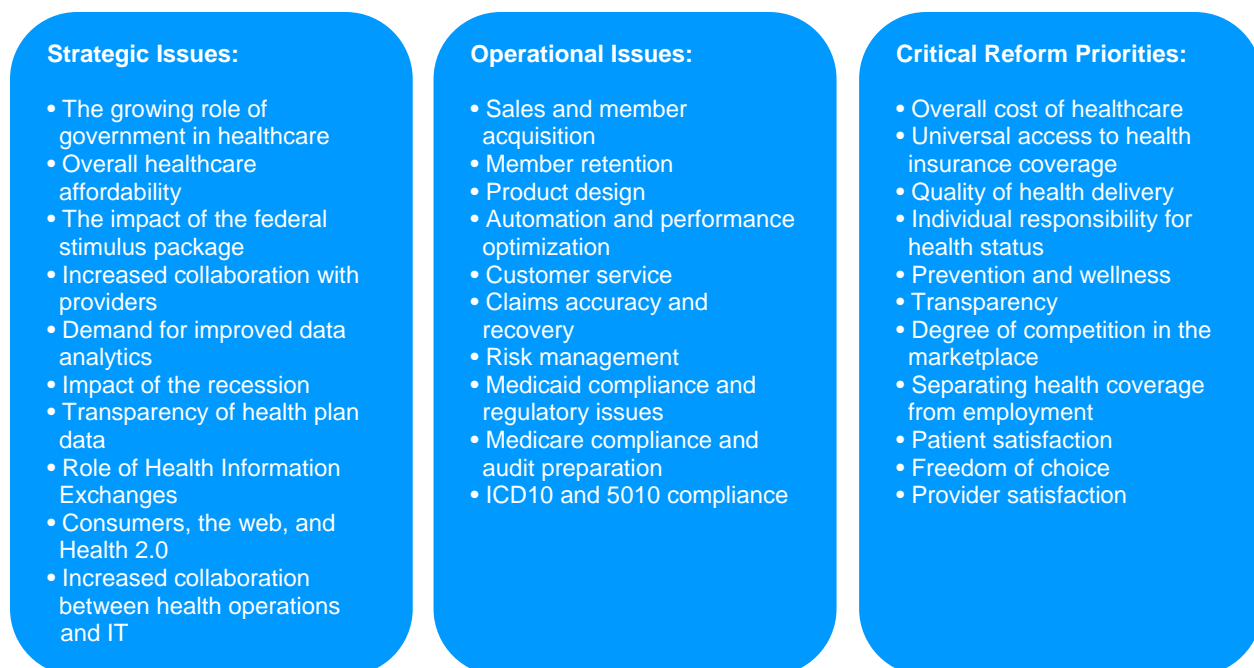 Strategic Issues:
• The growing role of
government in healthcare
• Overall healthcare
affordability
• The impact of the federal
stimulus package
• Increased collaboration with
providers
• Demand for improved data
analytics
• Impact of the recession
• Transparency of health plan
data
• Role of Health Information
Exchanges
• Consumers, the web, and
Health 2.0
• Increased collaboration
between health operations
and IT
Operational Issues:
• Sales and member
acquisition
• Member retention
• Product design
• Automation and performance
optimization
• Customer service
• Claims accuracy and
recovery
• Risk management
• Medicaid compliance and
regulatory issues
• Medicare compliance and
audit preparation
• ICD10 and 5010 compliance
Critical Reform Priorities:
• Overall cost of healthcare
• Universal access to health
insurance coverage
• Quality of health delivery
• Individual responsibility for
health status
• Prevention and wellness
• Transparency
• Degree of competition in the
marketplace
• Separating health coverage
from employment
• Patient satisfaction
• Freedom of choice
• Provider satisfaction